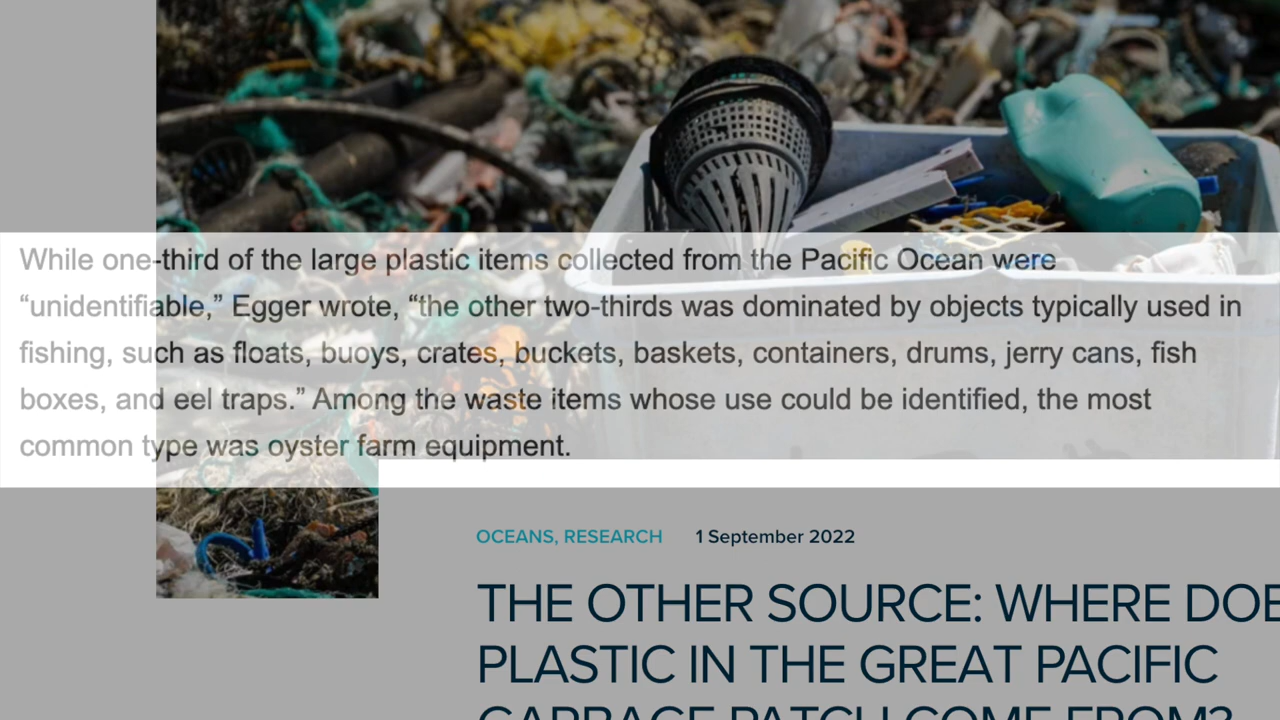 While one-third of the large plastic items collected from the Pacific Ocean were
“unidentifiable,” Egger wrote, “the other two-thirds was dominated by objects typically used in
fishing, such as floats, buoys, crates, buckets, baskets, containers, drums, jerry cans, fish
boxes, and eel traps.” Among the waste items whose use could be identified, the most
common type was oyster farm equipment.
OCEANS, RESEARCH 1 September 2022
THE OTHER SOURCE: WHERE DOE
PLASTIC IN THE GREAT PACIFIC
GARBAGE PATCH COME FROM?